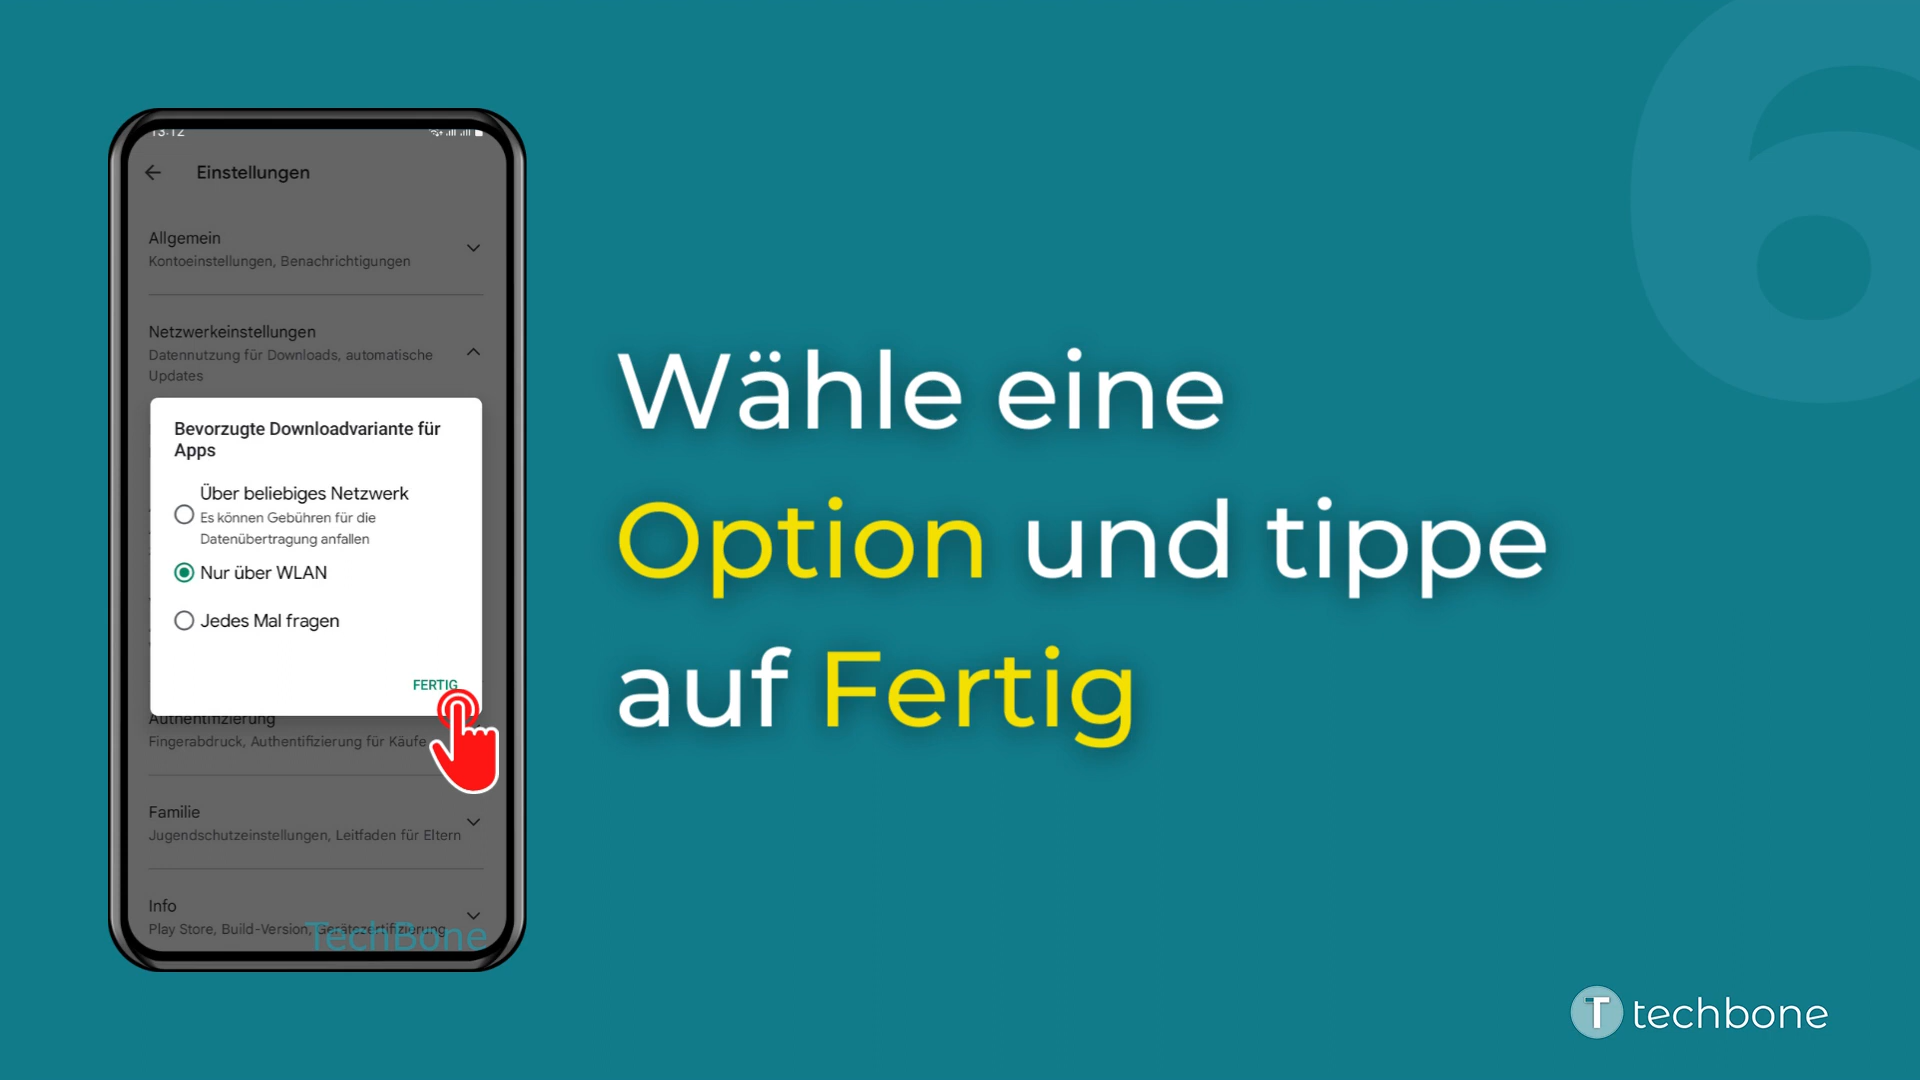 6
13:12
Einstellungen
Allgemein
Kontoeinstellungen, Benachrichtigungen
Netzwerkeinstellungen
Datennutzung für Downloads, automatische
Updates
Bevorzugte Downloadvariante für
Apps
Über beliebiges Netzwerk
Es können Gebühren für die
Datenübertragung anfallen
Nur über WLAN
Jedes Mal fragen
FERTIG
Authentifizierung
Fingerabdruck, Authentifizierung für Käufe
Familie
Jugendschutzeinstellungen, Leitfaden für Eltern
Info
Play Store, Build-Version, Gerätezertifizierung
TechBone
Wähle eine
Option und tippe
auf Fertig
T techbone